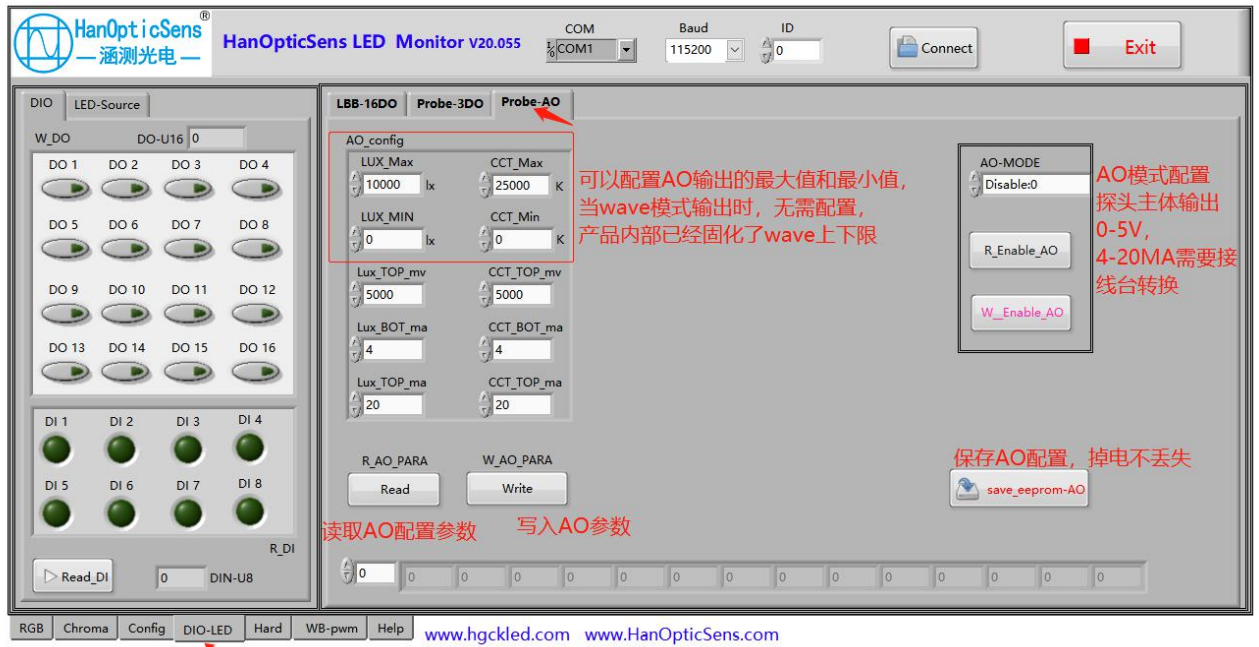 HanOpticSens®
涵测光电
HanOpticSens LED Monitor V20.055
COM
COM1
Baud
115200
ID
0
Connect
Exit
DIO
LED-Source
W_DO
DO-U16 0
DO 1 DO 2 DO 3 DO 4
DO 5 DO 6 DO 7 DO 8
DO 9 DO 10 DO 11 DO 12
DO 13 DO 14 DO 15 DO 16
DI 1 DI 2 DI 3 DI 4
DI 5 DI 6 DI 7 DI 8
R_DI
Read_DI
0 DIN-U8
LBB-16DO Probe-3DO Probe-AO
AO_config
LUX_Max CCT_Max
10000 lx 25000 K
LUX_MIN CCT_Min
0 lx 0 K
Lux_TOP_mv CCT_TOP_mv
5000 5000
Lux_BOT_ma CCT_BOT_ma
4 4
Lux_TOP_ma CCT_TOP_ma
20 20
可以配置AO输出的最大值和最小值，
当wave模式输出时，无需配置，
产品内部已经固化了wave上下限
AO-MODE
Disable:0
R_Enable_AO
W__Enable_AO
AO模式配置
探头主体输出
0-5V，
4-20MA需要接
线台转换
R_AO_PARA W_AO_PARA
Read Write
读取AO配置参数
写入AO参数
保存AO配置，掉电不丢失
save_eeprom-AO
0 0 0 0 0 0 0 0 0 0 0 0 0 0 0
RGB Chroma Config DIO-LED Hard WB-pwm Help
www.hgckled.com www.HanOpticSens.com